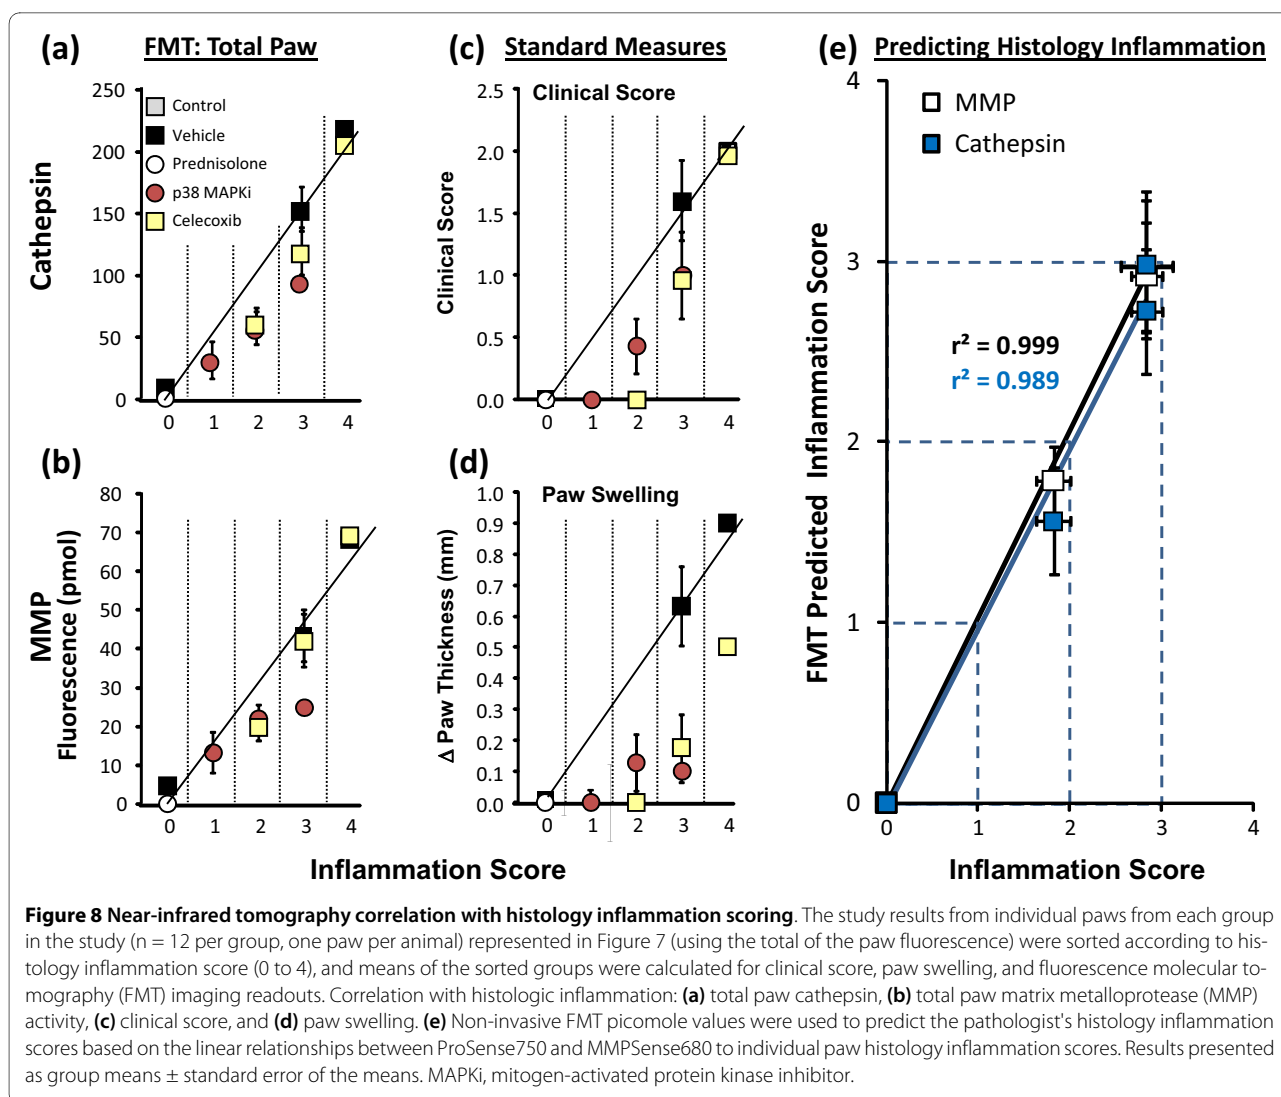 (a) FMT: Total Paw
250
200
150
100
50
0
Cathepsin
Control
Vehicle
Prednisolone
p38 MAPKi
Celecoxib
0 1 2 3 4
(c) Standard Measures
Clinical Score
2.5
2.0
1.5
1.0
0.5
0.0
Clinical Score
0 1 2 3 4
(b)
80
70
60
50
40
30
20
10
0
MMP
Fluorescence (pmol)
0 1 2 3 4
(d)
Paw Swelling
1.0
0.9
0.8
0.7
0.6
0.5
0.4
0.3
0.2
0.1
0.0
Δ Paw Thickness (mm)
0 1 2 3 4
Inflammation Score
(e) Predicting Histology Inflammation
4
3
2
1
0
FMT Predicted Inflammation Score
MMP
Cathepsin
r² = 0.999
r² = 0.989
0 1 2 3 4
Inflammation Score
Figure 8 Near-infrared tomography correlation with histology inflammation scoring. The study results from individual paws from each group
in the study (n = 12 per group, one paw per animal) represented in Figure 7 (using the total of the paw fluorescence) were sorted according to his-
tology inflammation score (0 to 4), and means of the sorted groups were calculated for clinical score, paw swelling, and fluorescence molecular to-
mography (FMT) imaging readouts. Correlation with histologic inflammation: (a) total paw cathepsin, (b) total paw matrix metalloprotease (MMP)
activity, (c) clinical score, and (d) paw swelling. (e) Non-invasive FMT picomole values were used to predict the pathologist's histology inflammation
scores based on the linear relationships between ProSense750 and MMPSense680 to individual paw histology inflammation scores. Results presented
as group means ± standard error of the means. MAPKi, mitogen-activated protein kinase inhibitor.